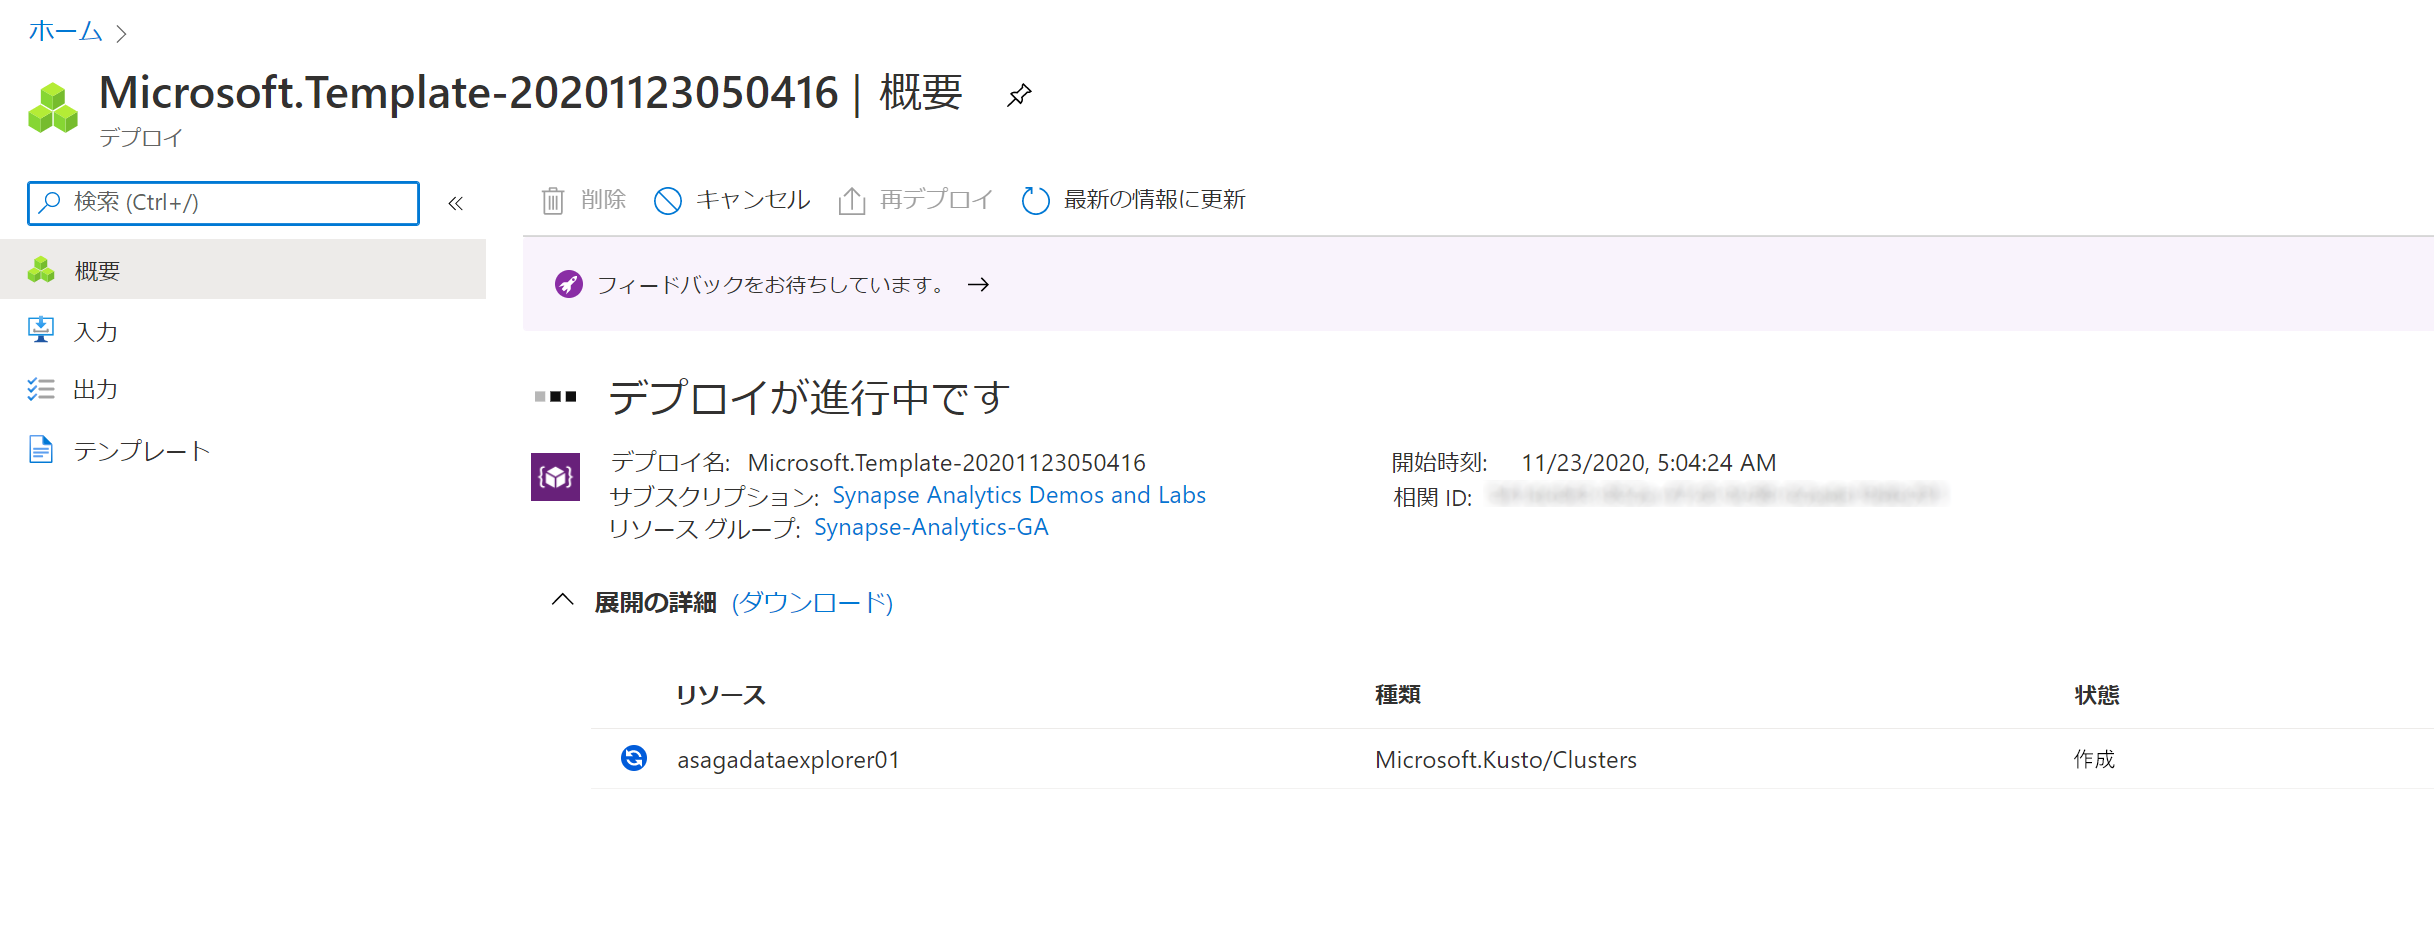 ホーム
Microsoft.Template-20201123050416 | 概要
デプロイ
検索 (Ctrl+/)
削除 キャンセル 再デプロイ 最新の情報に更新
概要
入力
出力
テンプレート
フィードバックをお待ちしています。 →
デプロイが進行中です
デプロイ名: Microsoft.Template-20201123050416
サブスクリプション: Synapse Analytics Demos and Labs
リソース グループ: Synapse-Analytics-GA
開始時刻: 11/23/2020, 5:04:24 AM
相関 ID:
展開の詳細 (ダウンロード)
リソース 種類 状態
asagadataexplorer01 Microsoft.Kusto/Clusters 作成